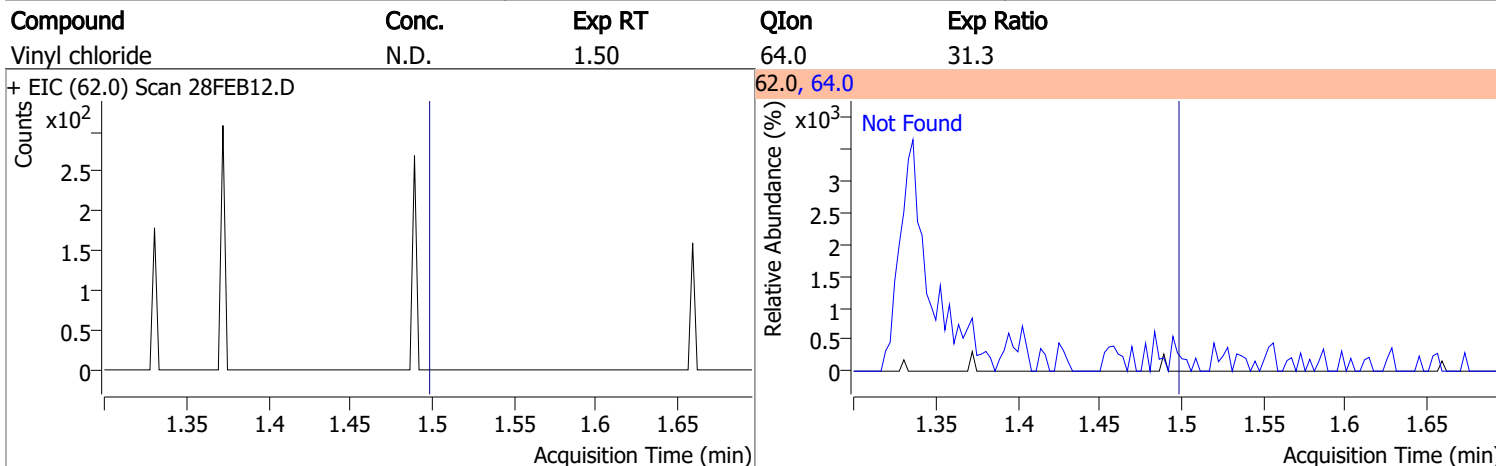 Compound Conc. Exp RT QIon Exp Ratio
Vinyl chloride N.D. 1.50 64.0 31.3
+ EIC (62.0) Scan 28FEB12.D
Counts
x10²
2.5
2
1.5
1
0.5
0
1.35 1.4 1.45 1.5 1.55 1.6 1.65
Acquisition Time (min)
62.0, 64.0
Relative Abundance (%)
x10³
Not Found
3
2.5
2
1.5
1
0.5
0
1.35 1.4 1.45 1.5 1.55 1.6 1.65
Acquisition Time (min)